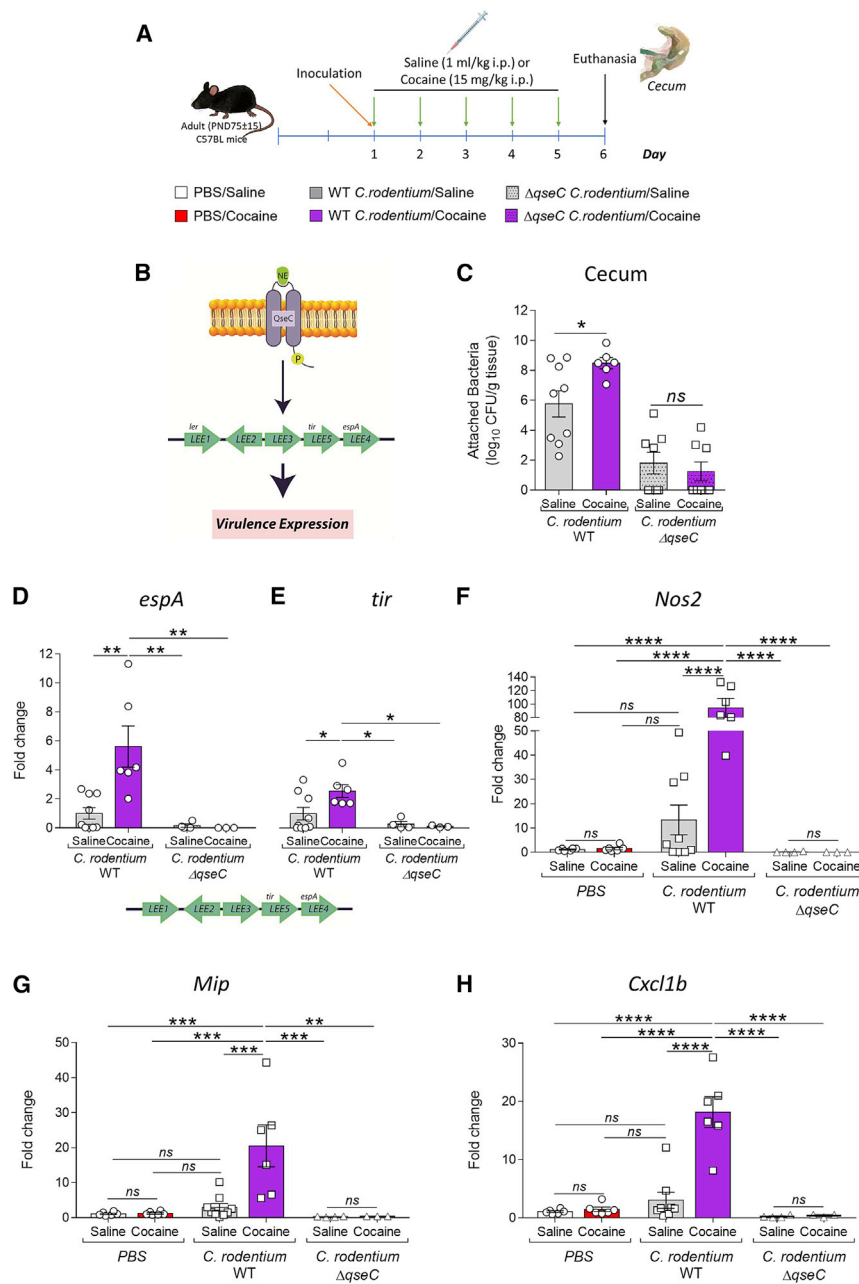 A
Inoculation
Saline (1 ml/kg i.p.) or
Cocaine (15 mg/kg i.p.)
Euthanasia
Cecum
Adult (PND75±15)
C57BL mice
1 2 3 4 5 6 Day
PBS/Saline WT C.rodentium/Saline ΔqseC C.rodentium/Saline
PBS/Cocaine WT C.rodentium/Cocaine ΔqseC C.rodentium/Cocaine
B
NE
QseC
P
ler tir espA
LEE1 LEE2 LEE3 LEE5 LEE4
Virulence Expression
C Cecum
Attached Bacteria
(log10 CFU/g tissue)
12
10
8
6
4
2
0
* ns
Saline Cocaine Saline Cocaine
C. rodentium C. rodentium
WT ΔqseC
D espA
Fold change
12
10
8
6
4
2
0
**
** **
Saline Cocaine Saline Cocaine
C. rodentium C. rodentium
WT ΔqseC
E tir
*
* *
Saline Cocaine Saline Cocaine
C. rodentium C. rodentium
WT ΔqseC
tir espA
LEE1 LEE2 LEE3 LEE5 LEE4
F Nos2
Fold change
140
120
100
80
50
40
30
20
10
0
**** ****
**** ****
****
ns
ns
ns ns
Saline Cocaine Saline Cocaine Saline Cocaine
PBS C. rodentium C. rodentium
WT ΔqseC
G Mip
Fold change
50
40
30
20
10
0
*** **
*** ***
***
ns
ns
ns ns
Saline Cocaine Saline Cocaine Saline Cocaine
PBS C. rodentium C. rodentium
WT ΔqseC
H Cxcl1b
Fold change
30
20
10
0
**** ****
**** ****
****
ns
ns
ns ns
Saline Cocaine Saline Cocaine Saline Cocaine
PBS C. rodentium C. rodentium
WT ΔqseC